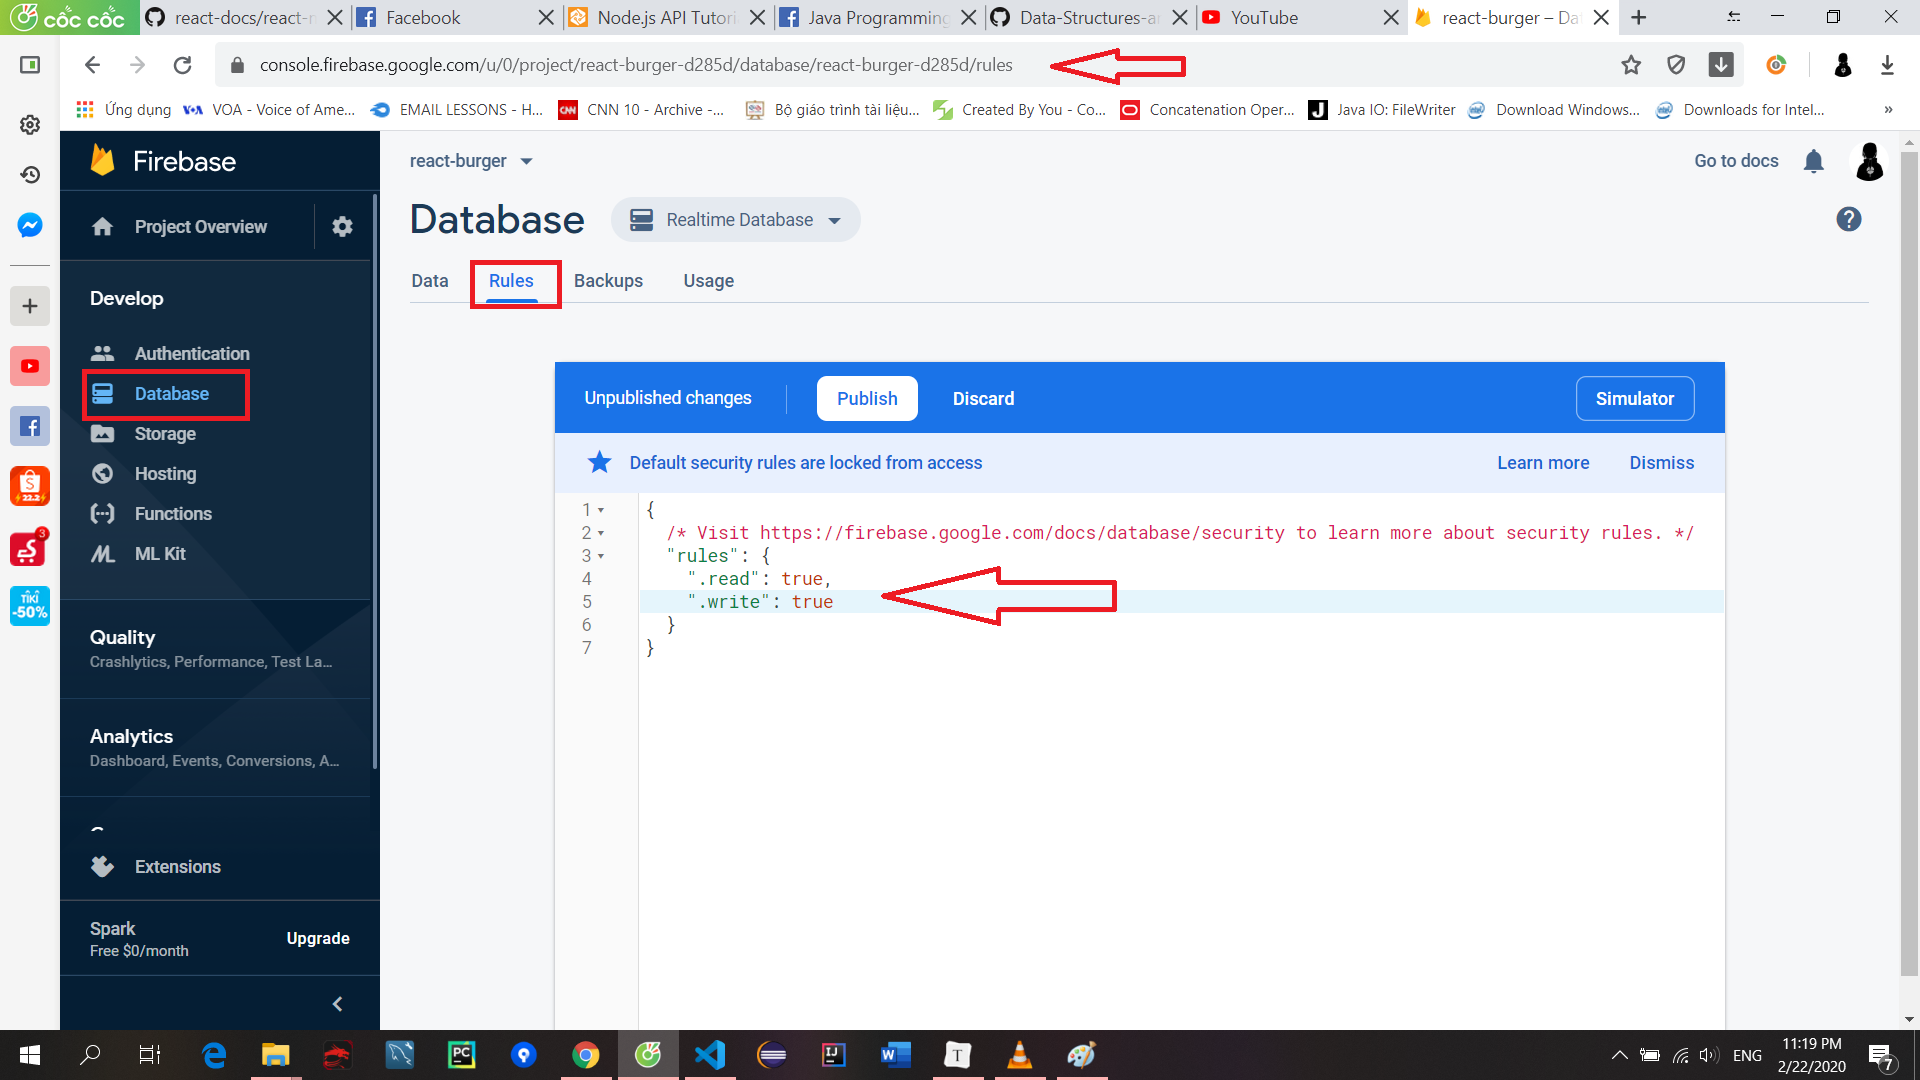 cốc cốc
react-docs/react-r
Facebook
Node.js API Tutori
Java Programming
Data-Structures-a
YouTube
react-burger – Da
console.firebase.google.com/u/0/project/react-burger-d285d/database/react-burger-d285d/rules
Ứng dụng
VOA - Voice of Ame...
EMAIL LESSONS - H...
CNN 10 - Archive -...
Bộ giáo trình tài liệu...
Created By You - Co...
Concatenation Oper...
Java IO: FileWriter
Download Windows...
Downloads for Intel...
»
Firebase
react-burger
Go to docs
Project Overview
Database
Realtime Database
Data
Rules
Backups
Usage
Develop
Authentication
Database
Storage
Hosting
Functions
ML Kit
Quality
Crashlytics, Performance, Test La...
Analytics
Dashboard, Events, Conversions, A...
Extensions
Spark
Free $0/month
Upgrade
22.2
3
TIKI
-50%
Unpublished changes
Publish
Discard
Simulator
Default security rules are locked from access
Learn more
Dismiss
1 {
2 /* Visit https://firebase.google.com/docs/database/security to learn more about security rules. */
3 "rules": {
4 ".read": true,
5 ".write": true
6 }
7 }
ENG
11:19 PM
2/22/2020
7